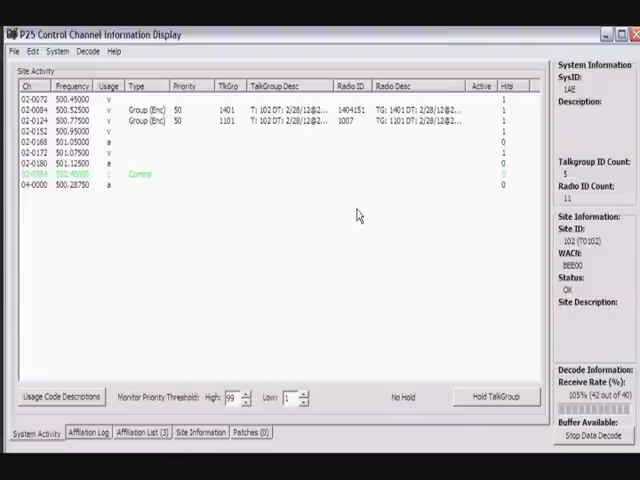 P25 Control Channel Information Display
File Edit System Decode Help
Site Activity
Ch Frequency Usage Type Priority TlkGrp TalkGroup Desc Radio ID Radio Desc Active Hits
02-0072 500.45000 v 1
02-0084 500.52500 v Group (Enc) 50 1401 T: 102 DT: 2/28/12@2... 1404151 TG: 1401 DT: 2/28/12@2... 1
02-0124 500.77500 v Group (Enc) 50 1101 T: 102 DT: 2/28/12@2... 1007 TG: 1101 DT: 2/28/12@2... 1
02-0152 500.95000 v 1
02-0168 501.05000 a 0
02-0172 501.07500 v 1
02-0180 501.12500 a 0
c Control 0
04-0000 500.28750 a 0
Usage Code Descriptions Monitor Priority Threshold: High: 99 Low: 1 No Hold Hold TalkGroup
System Activity Affiliation Log Affiliation List (3) Site Information Patches (0)
System Information
SysID:
1AE
Description:
Talkgroup ID Count:
5
Radio ID Count:
11
Site Information:
Site ID:
102 (T0102)
WACN:
BEE00
Status:
OK
Site Description:
Decode Information:
Receive Rate (%):
105% (42 out of 40)
Buffer Available:
Stop Data Decode